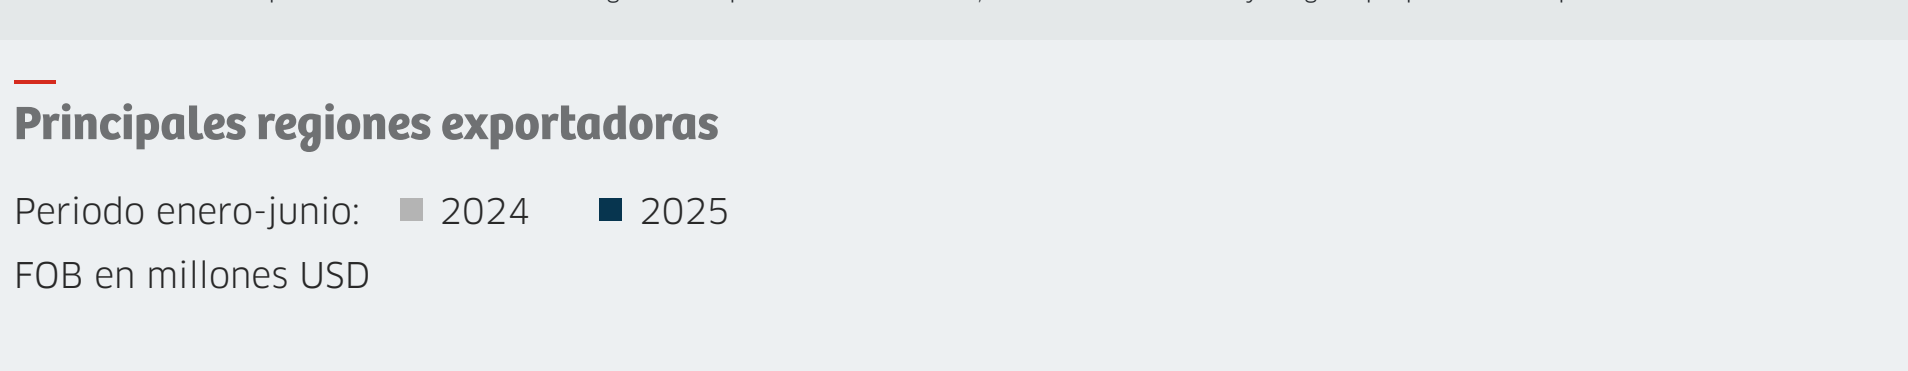 Principales regiones exportadoras
Periodo enero-junio: 2024 2025
FOB en millones USD